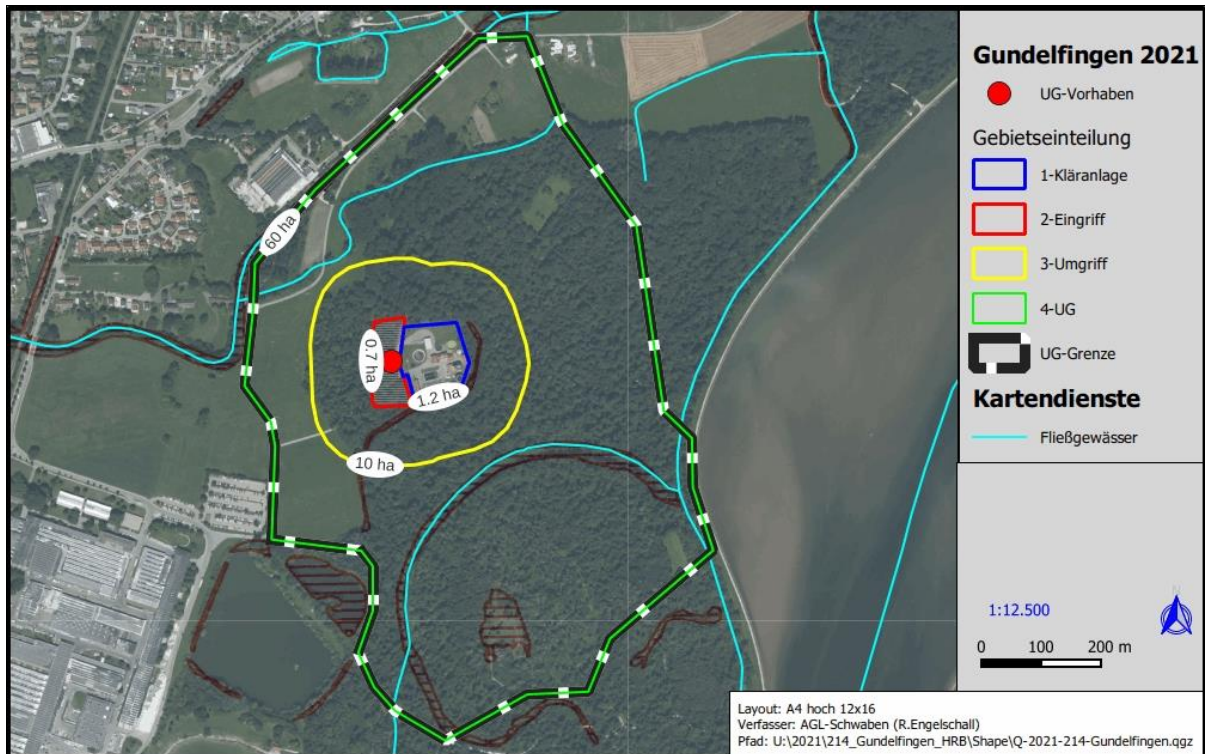 60 ha
0.7 ha
1.2 ha
10 ha
Gundelfingen 2021
UG-Vorhaben
Gebietseinteilung
1-Kläranlage
2-Eingriff
3-Umgriff
4-UG
UG-Grenze
Kartendienste
Fließgewässer
1:12.500
0 100 200 m
Layout: A4 hoch 12x16
Verfasser: AGL-Schwaben (R.Engelschall)
Pfad: U:\2021\214_Gundelfingen_HRB\Shape\Q-2021-214-Gundelfingen.qgz